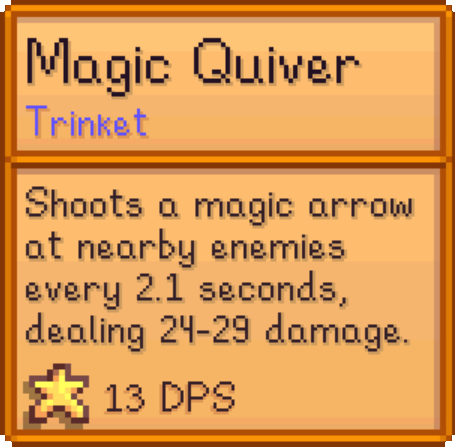 Magic Quiver
Trinket
Shoots a magic arrow
at nearby enemies
every 2.1 seconds,
dealing 24-29 damage.
13 DPS